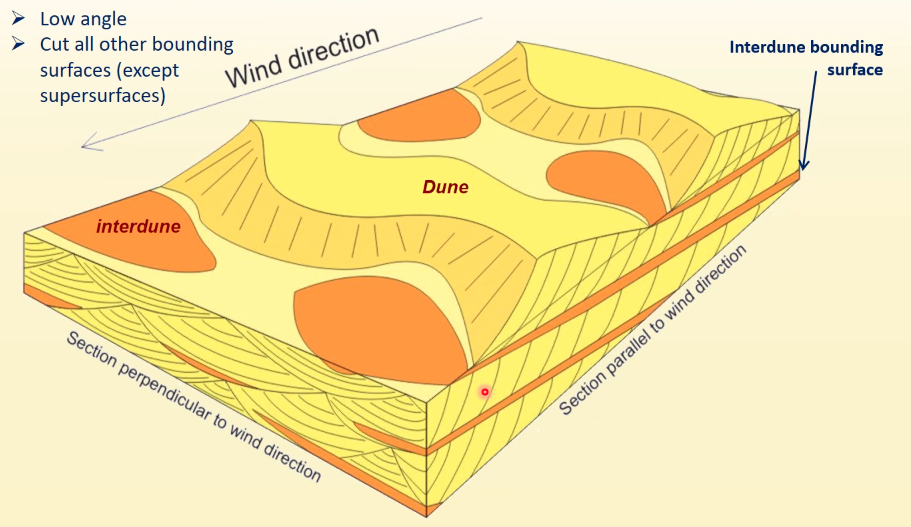 Low angle
Cut all other bounding
surfaces (except
supersurfaces)
Wind direction
Interdune bounding
surface
Dune
interdune
Section perpendicular to wind direction
Section parallel to wind direction